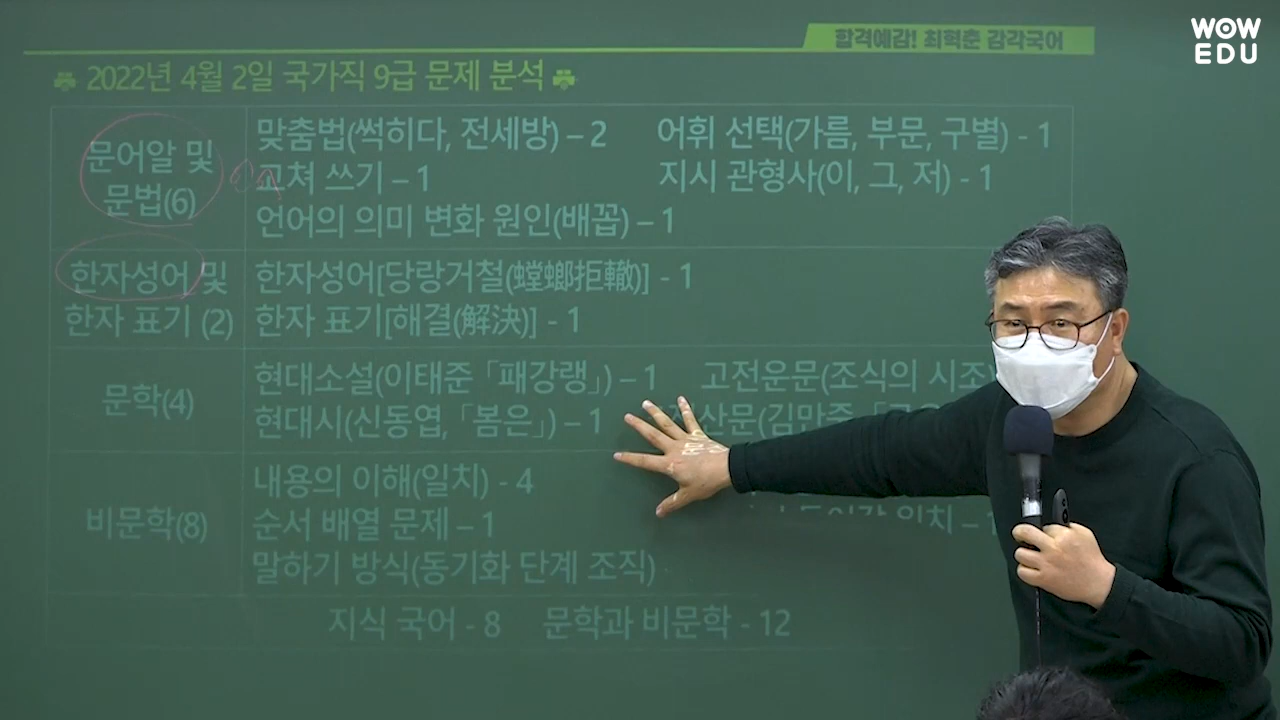 WOW
EDU
합격예감! 최혁춘 감각국어
2022년 4월 2일 국가직 9급 문제 분석
문어알 및
문법(6)
맞춤법(썩히다, 전세방) – 2 어휘 선택(가름, 부문, 구별) - 1
고쳐 쓰기 – 1 지시 관형사(이, 그, 저) - 1
언어의 의미 변화 원인(배꼽) – 1
한자성어 및
한자 표기 (2)
한자성어[당랑거철(螳螂拒轍)] - 1
한자 표기[해결(解決)] - 1
문학(4)
현대소설(이태준 「패강랭」) – 1 고전운문(조식의 시조
현대시(신동엽, 「봄은」) – 1 산문(김만중
비문학(8)
내용의 이해(일치) - 4
순서 배열 문제 – 1
말하기 방식(동기화 단계 조직)
지식 국어 - 8 문학과 비문학 - 12